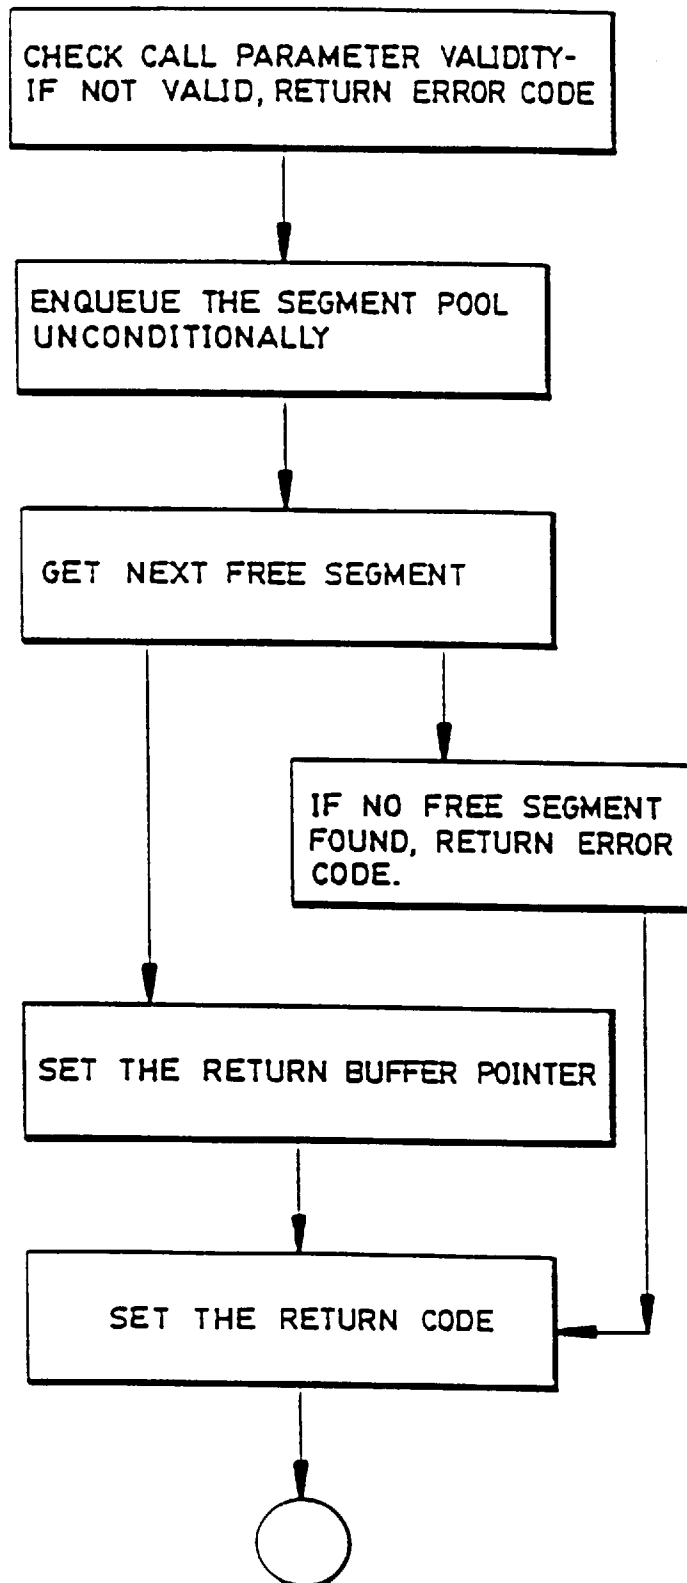 CHECK CALL PARAMETER VALIDITY-
IF NOT VALID, RETURN ERROR CODE
ENQUEUE THE SEGMENT POOL
UNCONDITIONALLY
GET NEXT FREE SEGMENT
IF NO FREE SEGMENT
FOUND, RETURN ERROR
CODE.
SET THE RETURN BUFFER POINTER
SET THE RETURN CODE